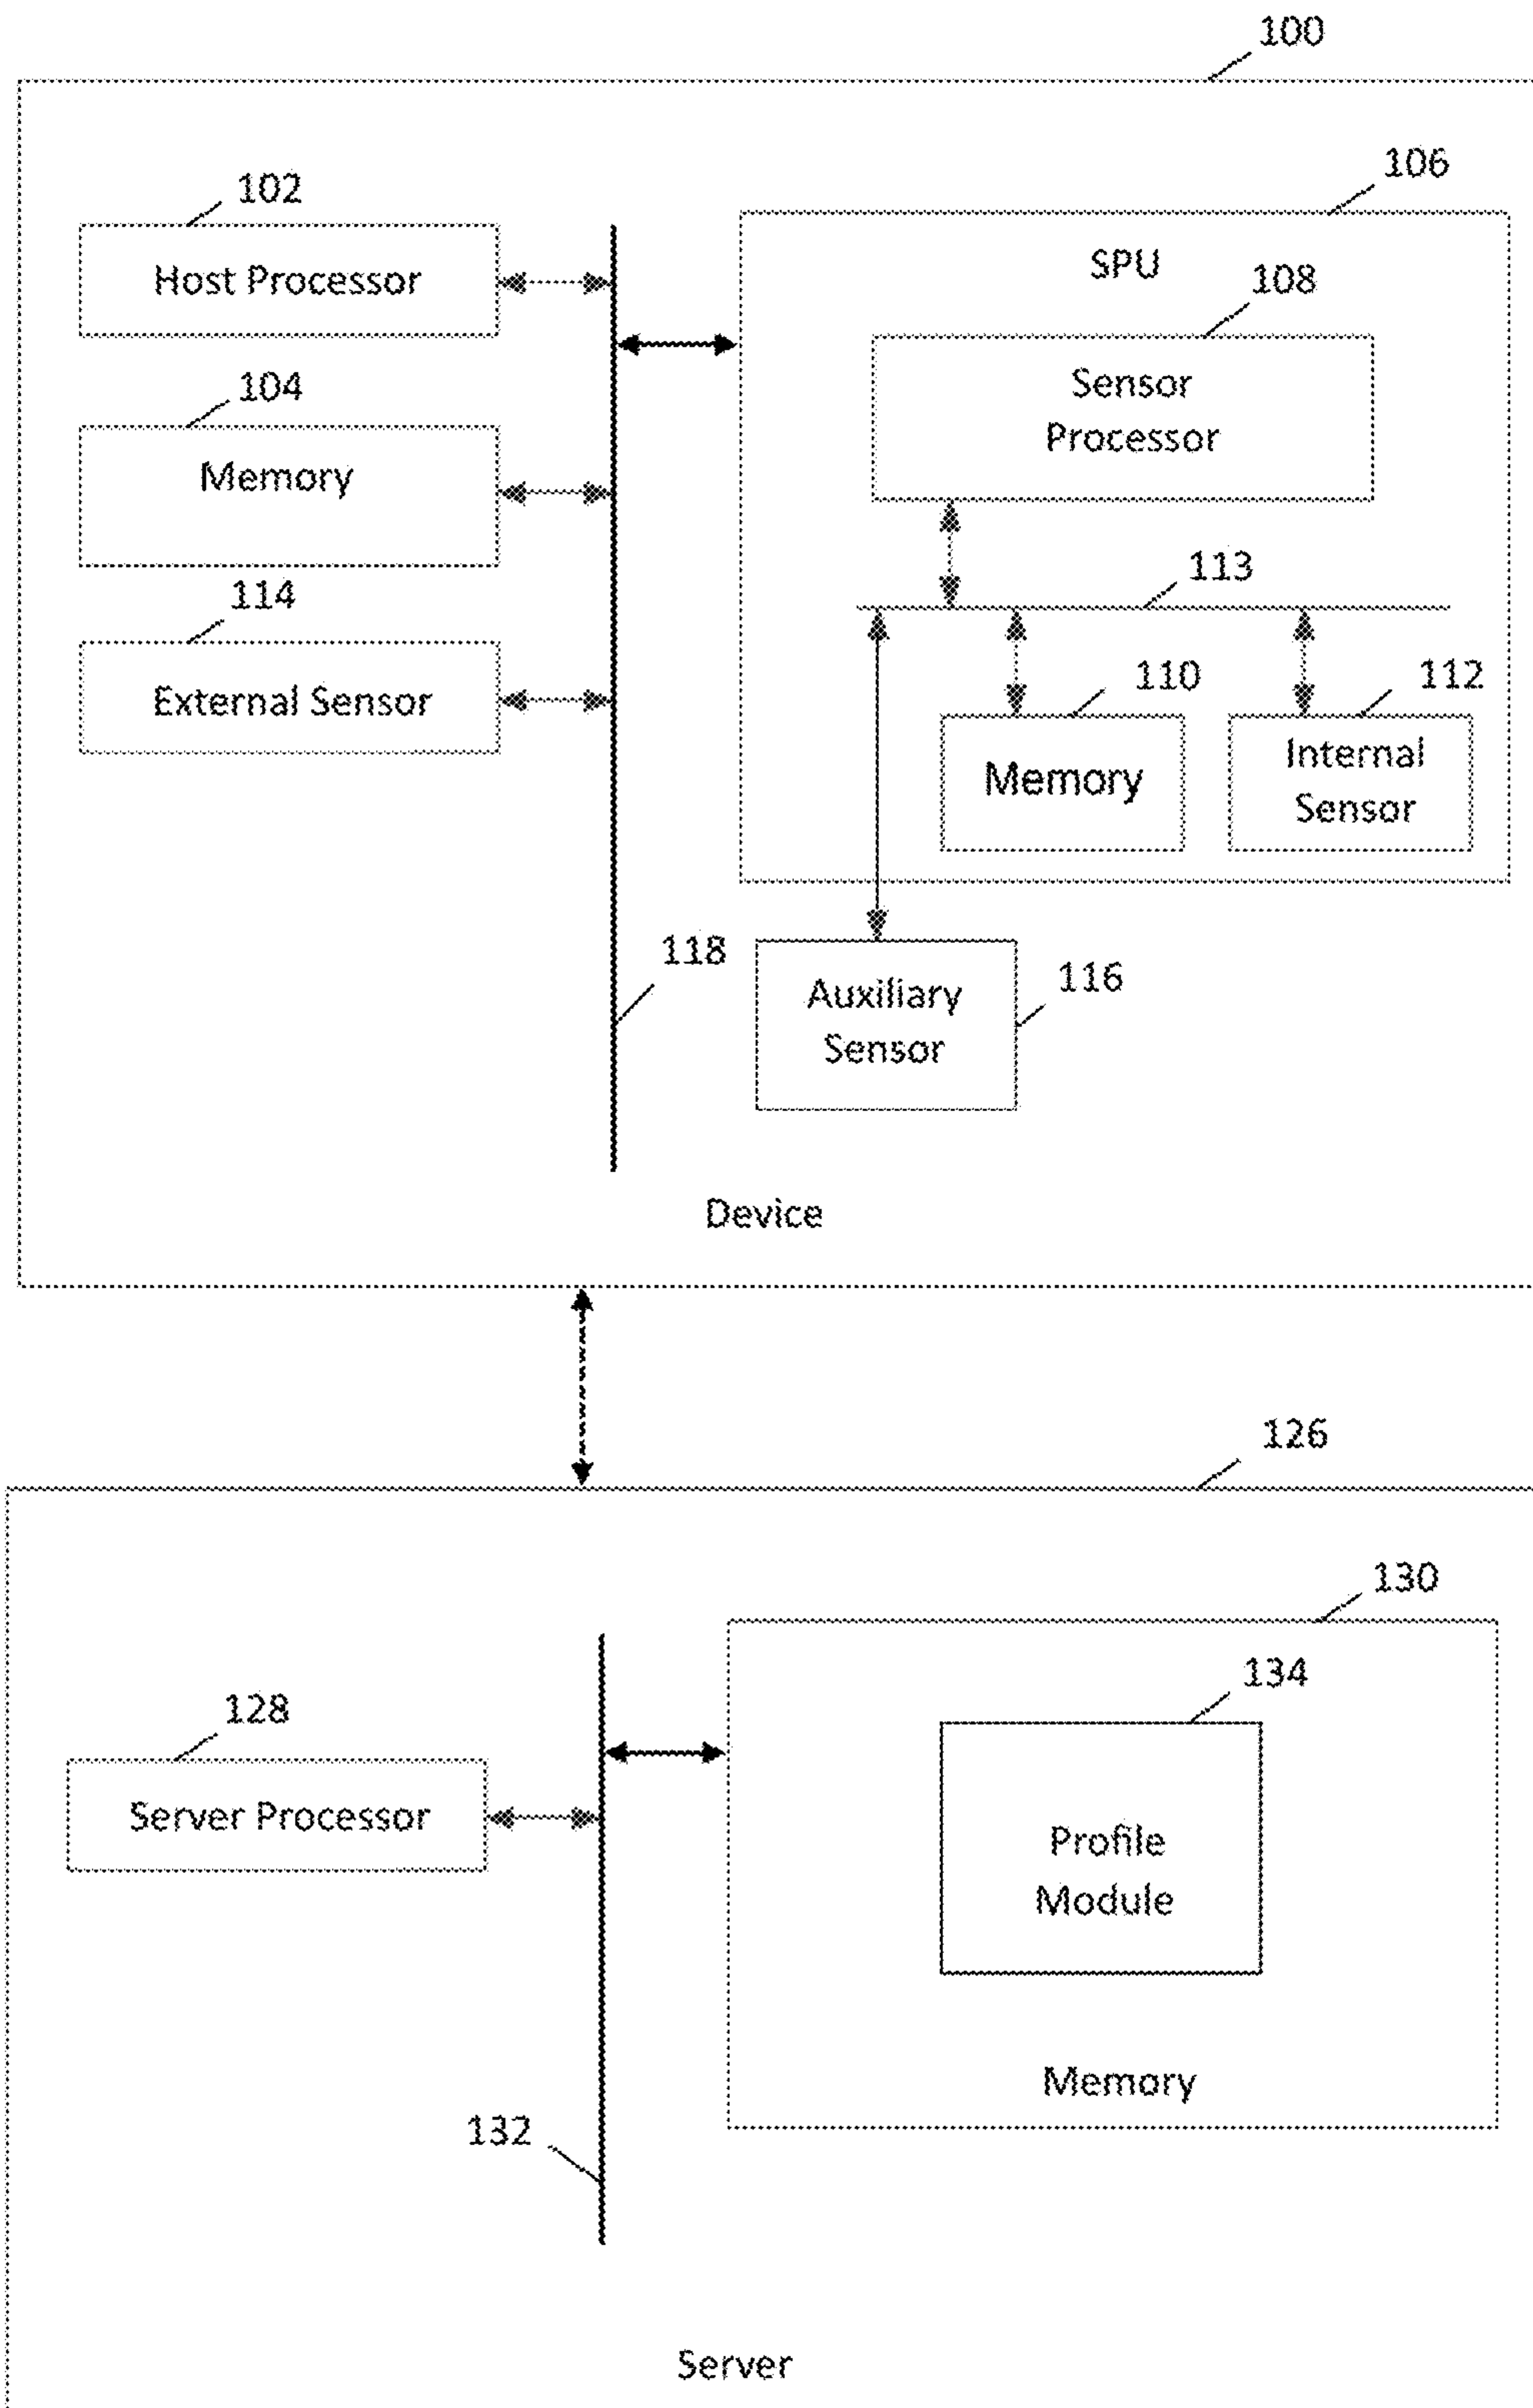 100
106
102
SPU
Host Processor
108
Sensor
Processor
104
Memory
113
114
External Sensor
110
112
Memory
Internal
Sensor
118
Auxiliary
Sensor
116
Device
126
130
134
128
Server Processor
Profile
Module
Memory
132
Server